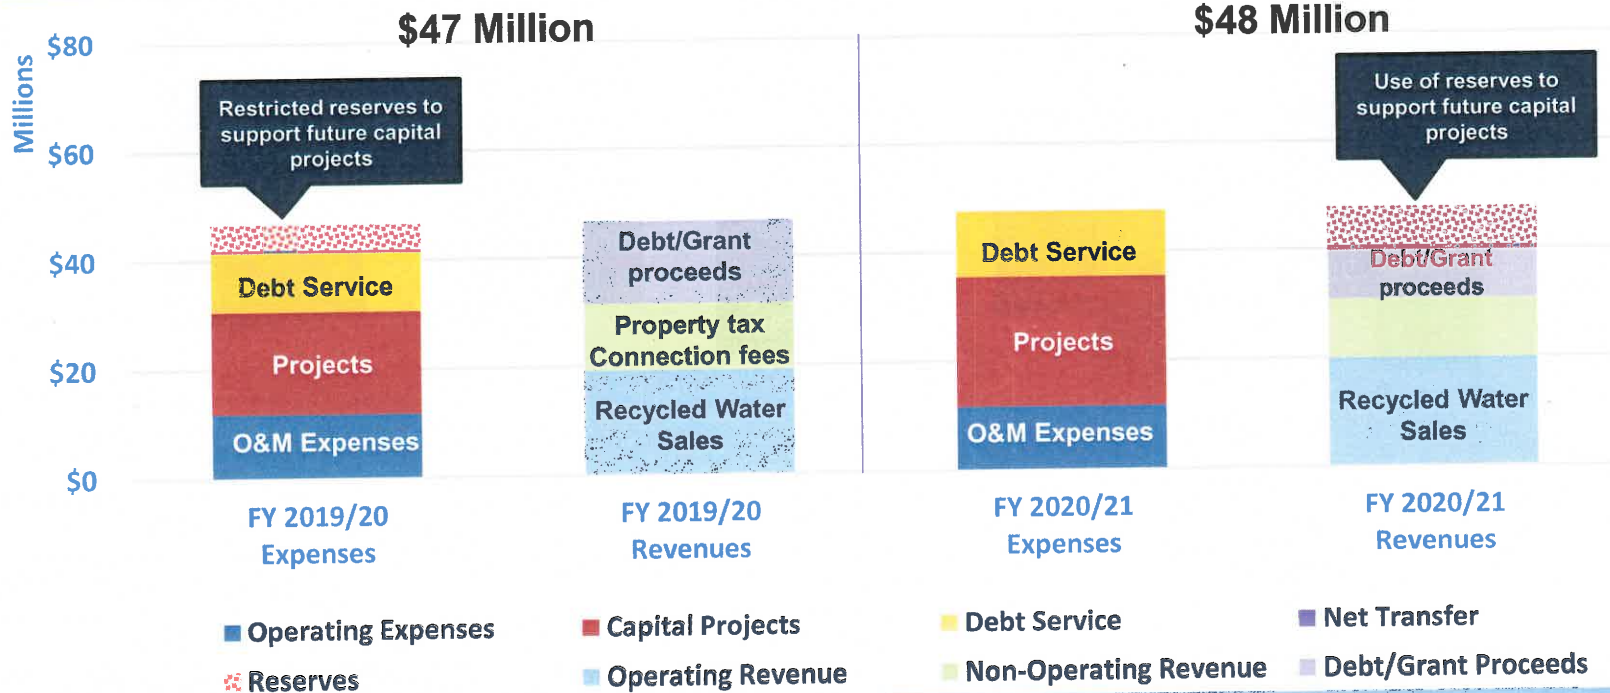 $47 Million
$48 Million
Millions
$80
$60
$40
$20
$0
Restricted reserves to
support future capital
projects
Use of reserves to
support future capital
projects
Debt Service
Projects
O&M Expenses
Debt/Grant
proceeds
Property tax
Connection fees
Recycled Water
Sales
Debt Service
Projects
O&M Expenses
Debt/Grant
proceeds
Recycled Water
Sales
FY 2019/20
Expenses
FY 2019/20
Revenues
FY 2020/21
Expenses
FY 2020/21
Revenues
Operating Expenses
Capital Projects
Debt Service
Net Transfer
Reserves
Operating Revenue
Non-Operating Revenue
Debt/Grant Proceeds